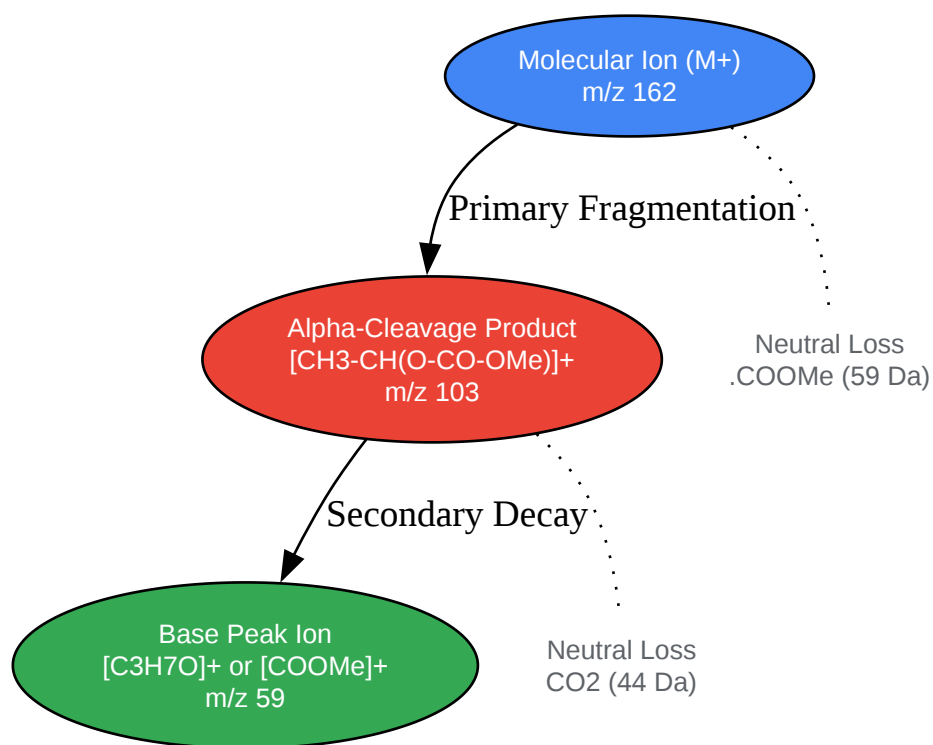 Molecular Ion (M+)
m/z 162
Primary Fragmentation
Alpha-Cleavage Product
[CH3-CH(O-CO-OMe)]+
m/z 103
Neutral Loss
.COOMe (59 Da)
Secondary Decay
Base Peak Ion
[C3H7O]+ or [COOMe]+
m/z 59
Neutral Loss
CO2 (44 Da)